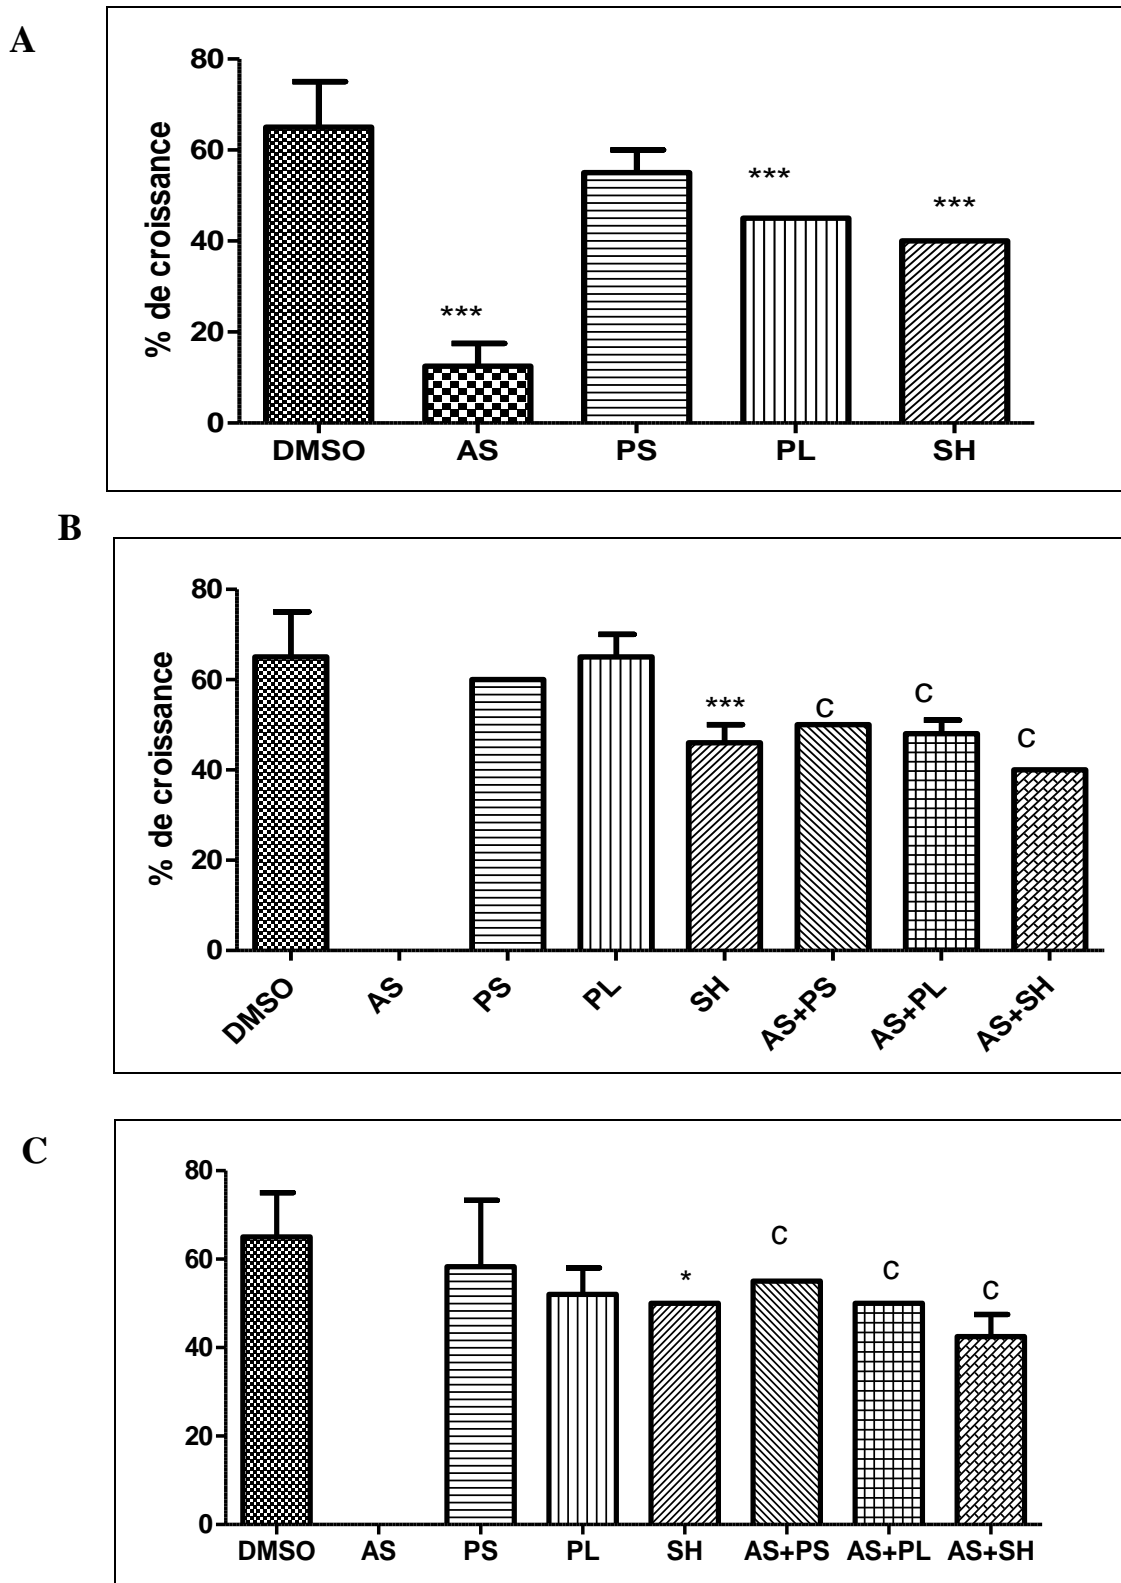 A
80
60
40
20
0
% de croissance
***
***
***
DMSO AS PS PL SH
B
80
60
40
20
0
% de croissance
***
c
c
c
DMSO AS PS PL SH AS+PS AS+PL AS+SH
C
80
60
40
20
0
*
c
c
c
DMSO AS PS PL SH AS+PS AS+PL AS+SH